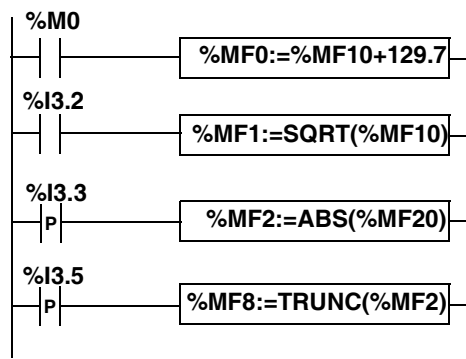 %M0
%MF0:=%MF10+129.7
%I3.2
%MF1:=SQRT(%MF10)
%I3.3
P
%MF2:=ABS(%MF20)
%I3.5
P
%MF8:=TRUNC(%MF2)